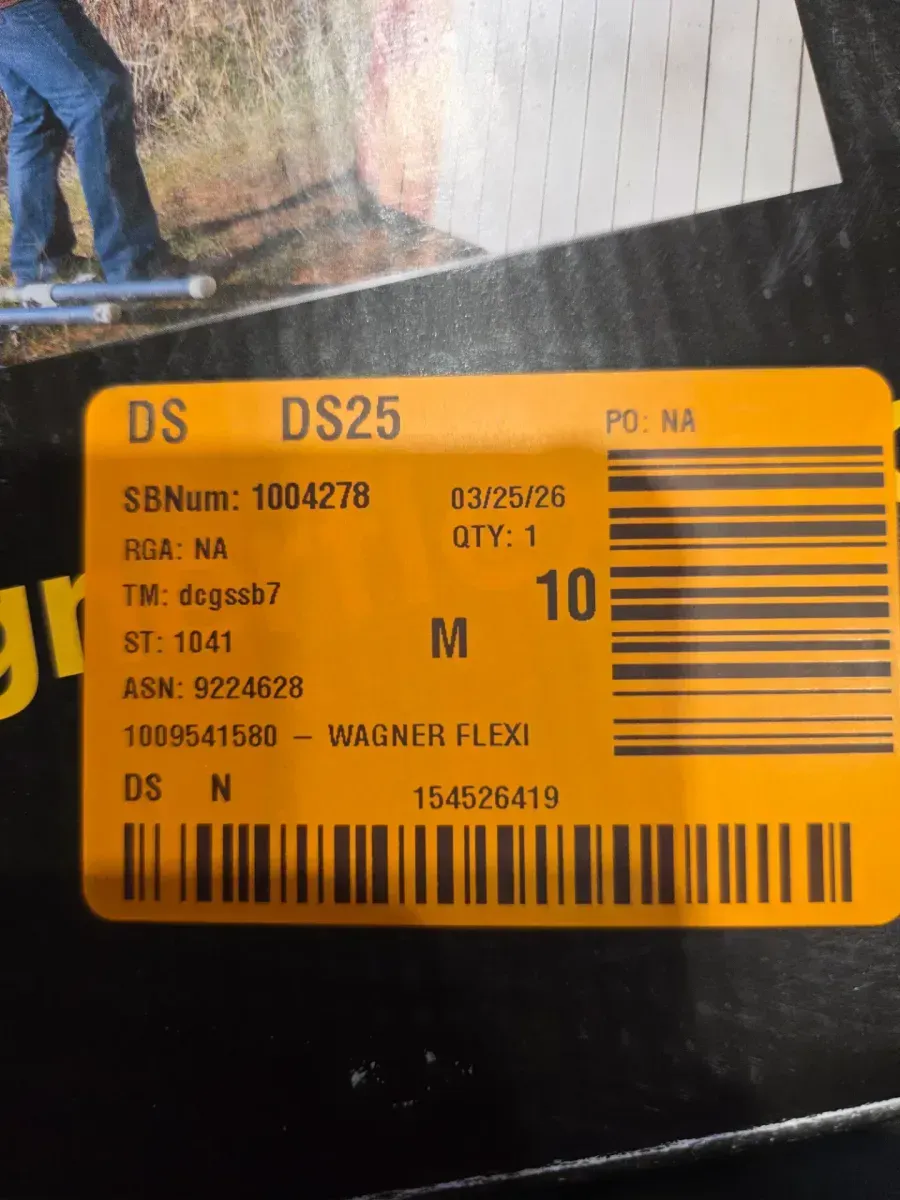 DS DS25 PO: NA
SBNum: 1004278 03/25/26
RGA: NA QTY: 1
TM: dcgssb7 10
ST: 1041 M
ASN: 9224628
1009541580 – WAGNER FLEXI
DS N 154526419
gr